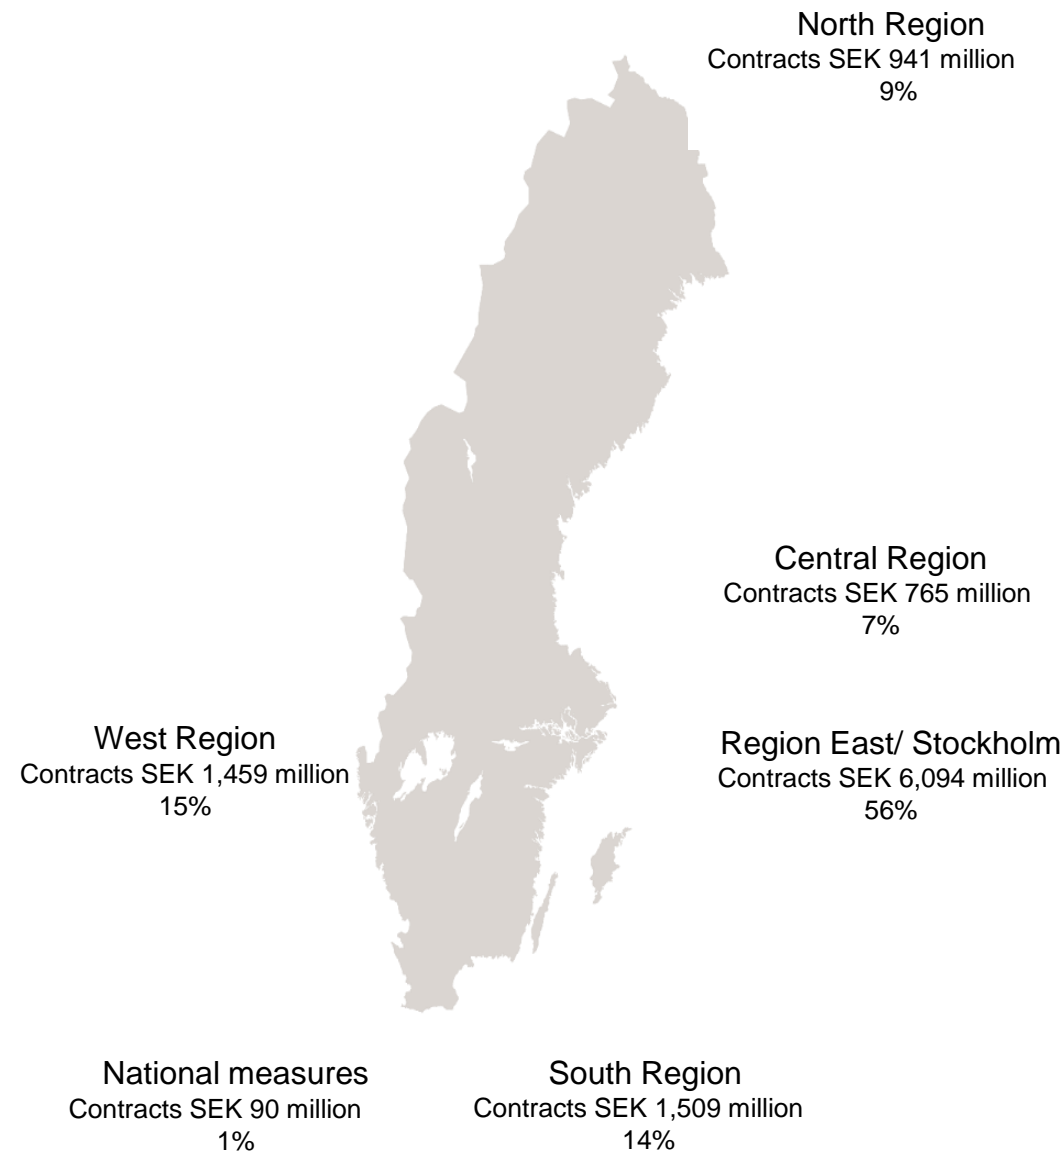 North Region
Contracts SEK 941 million
9%
Central Region
Contracts SEK 765 million
7%
West Region
Contracts SEK 1,459 million
15%
Region East/ Stockholm
Contracts SEK 6,094 million
56%
National measures
Contracts SEK 90 million
1%
South Region
Contracts SEK 1,509 million
14%